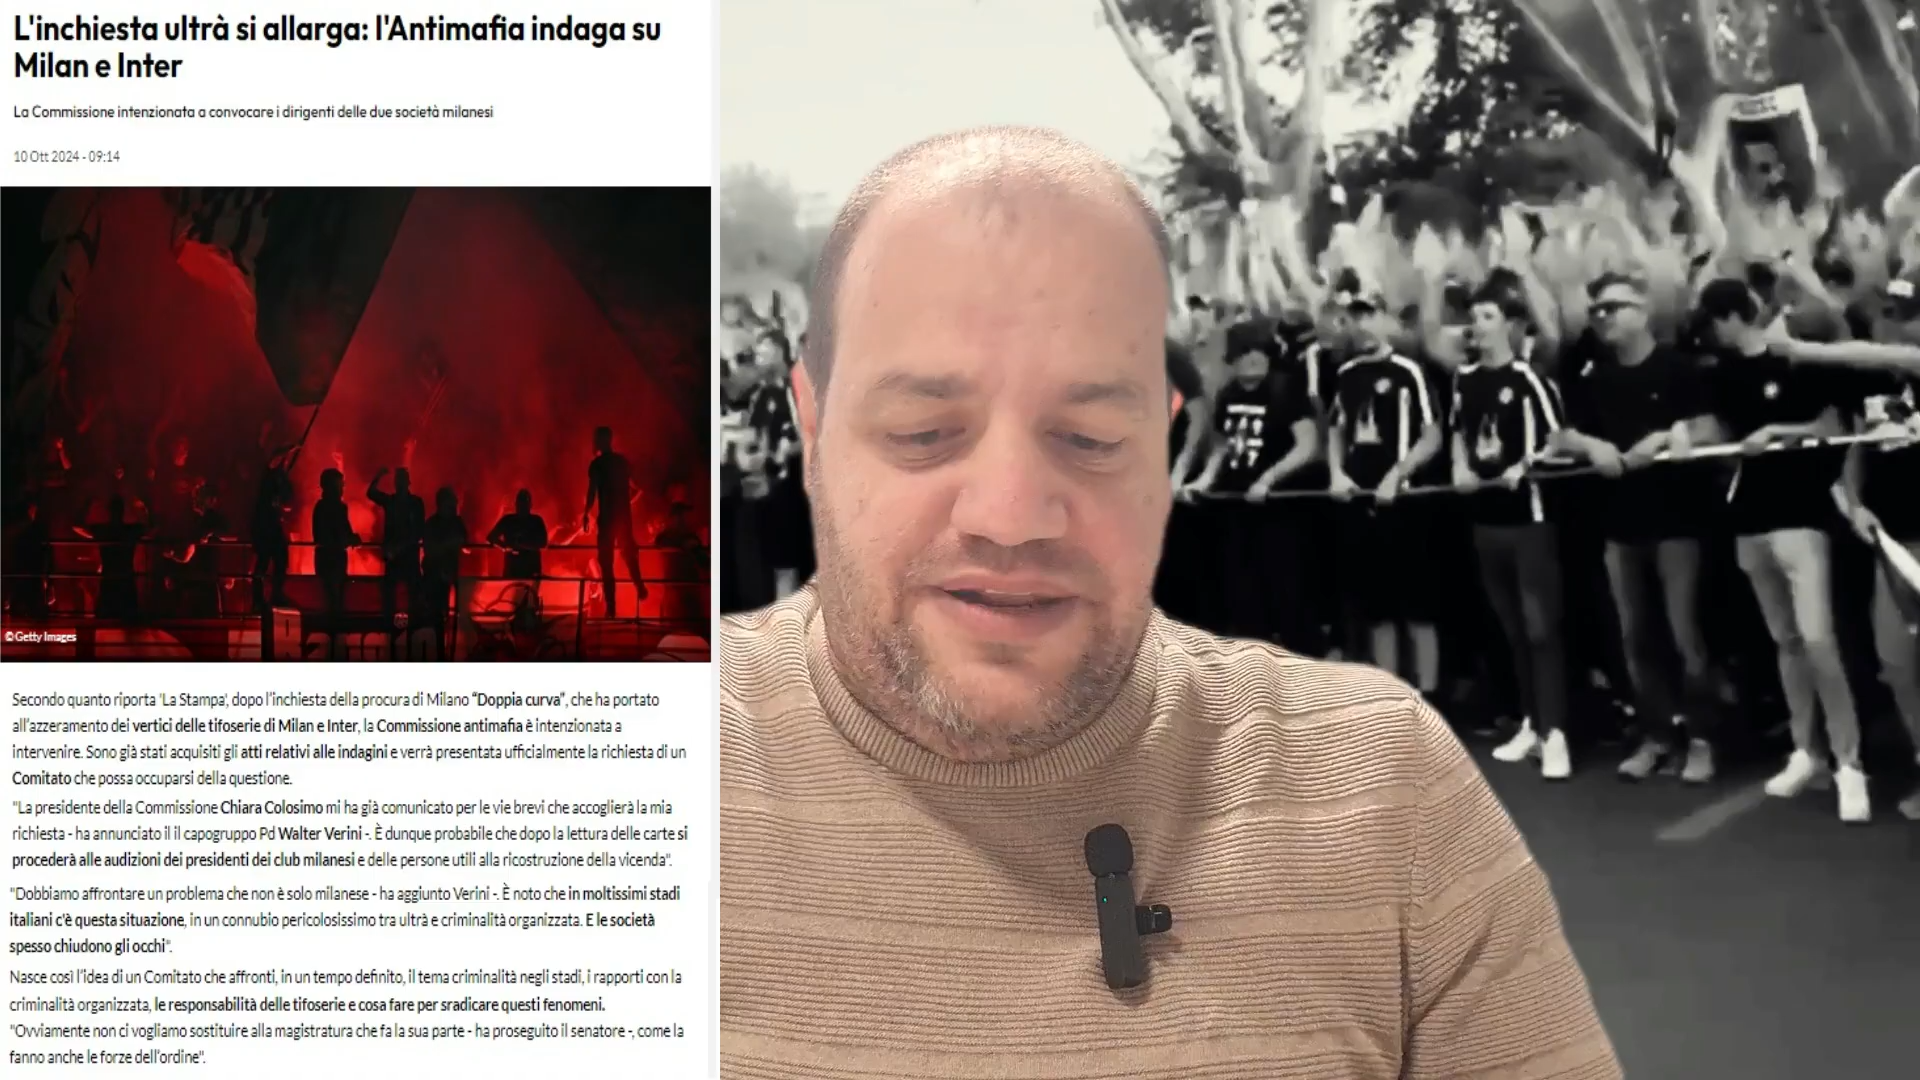 L'inchiesta ultrà si allarga: l'Antimafia indaga su
Milan e Inter
La Commissione intenzionata a convocare i dirigenti delle due società milanesi
10 Ott 2024 - 09:14
©Getty Images
Secondo quanto riporta 'La Stampa', dopo l'inchiesta della procura di Milano "Doppia curva", che ha portato
all'azzeramento dei vertici delle tifoserie di Milan e Inter, la Commissione antimafia è intenzionata a
intervenire. Sono già stati acquisiti gli atti relativi alle indagini e verrà presentata ufficialmente la richiesta di un
Comitato che possa occuparsi della questione.
"La presidente della Commissione Chiara Colosimo mi ha già comunicato per le vie brevi che accoglierà la mia
richiesta - ha annunciato il il capogruppo Pd Walter Verini -. È dunque probabile che dopo la lettura delle carte si
procederà alle audizioni dei presidenti dei club milanesi e delle persone utili alla ricostruzione della vicenda".
"Dobbiamo affrontare un problema che non è solo milanese - ha aggiunto Verini -. È noto che in moltissimi stadi
italiani c'è questa situazione, in un connubio pericolosissimo tra ultrà e criminalità organizzata. E le società
spesso chiudono gli occhi".
Nasce così l'idea di un Comitato che affronti, in un tempo definito, il tema criminalità negli stadi, i rapporti con la
criminalità organizzata, le responsabilità delle tifoserie e cosa fare per sradicare questi fenomeni.
"Ovviamente non ci vogliamo sostituire alla magistratura che fa la sua parte - ha proseguito il senatore -, come la
fanno anche le forze dell'ordine".